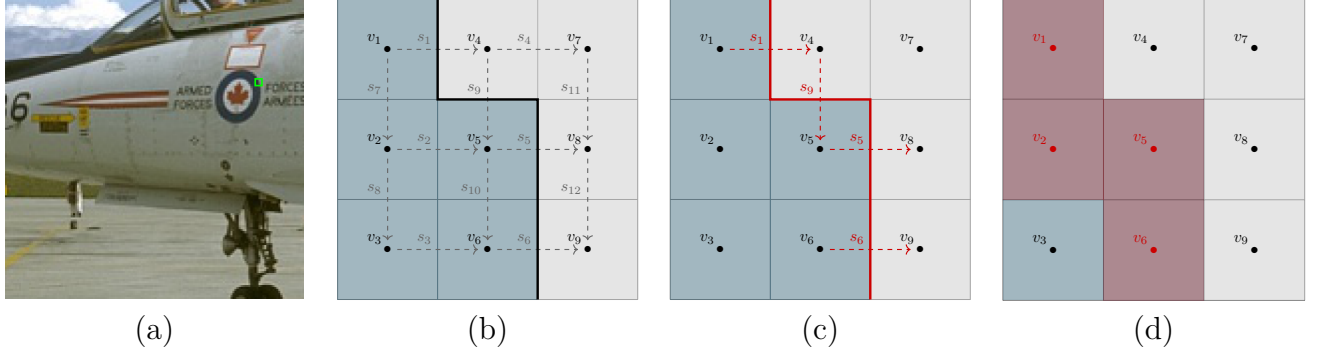 ARMED FORCES
FORCES ARMÉES
v1 s1 v4 s4 v7
s7 s9 s11
v2 s2 v5 s5 v8
s8 s10 s12
v3 s3 v6 s6 v9
v1 s1 v4 v7
s9
v2 v5 s5 v8
v3 v6 s6 v9
v1 v4 v7
v2 v5 v8
v3 v6 v9
(a) (b) (c) (d)